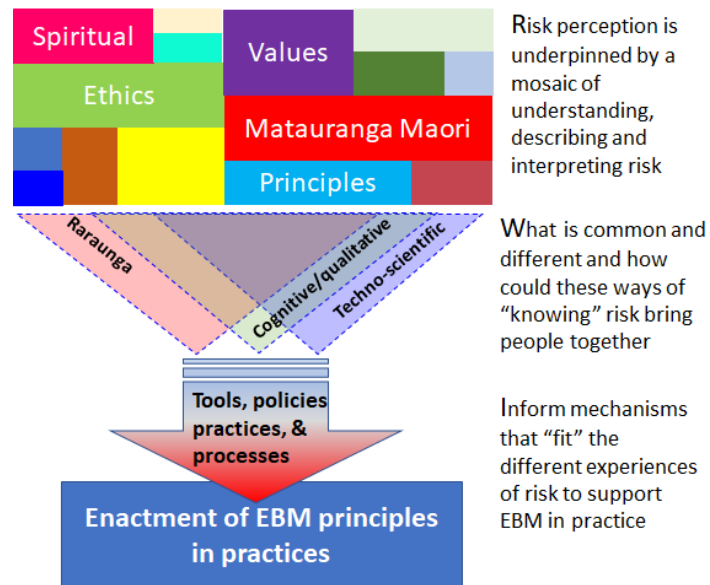 Spiritual
Values
Ethics
Matauranga Maori
Principles
Risk perception is
underpinned by a
mosaic of
understanding,
describing and
interpreting risk
Raraunga
Cognitive/qualitative
Techno-scientific
What is common and
different and how
could these ways of
“knowing” risk bring
people together
Tools, policies
practices, &
processes
Inform mechanisms
that “fit” the
different experiences
of risk to support
EBM in practice
Enactment of EBM principles
in practices